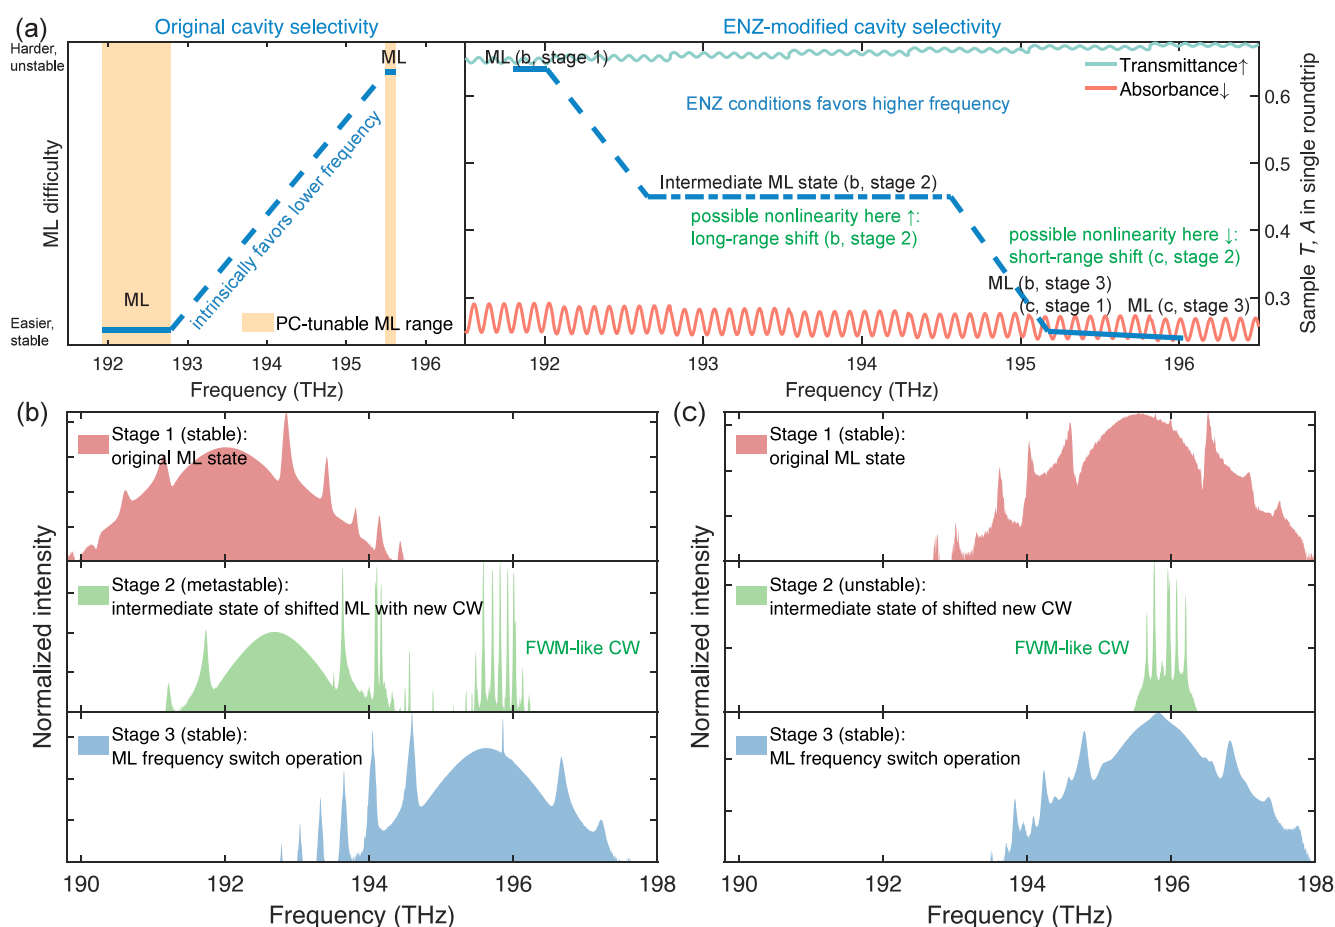 (a)
Original cavity selectivity
ENZ-modified cavity selectivity
Harder,
unstable
ML difficulty
Easier,
stable
ML
ML
intrinsically favors lower frequency
PC-tunable ML range
192
193
194
195
196
Frequency (THz)
ML (b, stage 1)
Transmittance↑
Absorbance↓
ENZ conditions favors higher frequency
Intermediate ML state (b, stage 2)
possible nonlinearity here ↑:
long-range shift (b, stage 2)
possible nonlinearity here ↓:
short-range shift (c, stage 2)
ML (b, stage 3)
(c, stage 1)
ML (c, stage 3)
0.6
0.5
0.4
0.3
Sample T, A in single roundtrip
192
193
194
195
196
Frequency (THz)
(b)
Normalized intensity
Stage 1 (stable):
original ML state
Stage 2 (metastable):
intermediate state of shifted ML with new CW
FWM-like CW
Stage 3 (stable):
ML frequency switch operation
190
192
194
196
198
Frequency (THz)
(c)
Normalized intensity
Stage 1 (stable):
original ML state
Stage 2 (unstable):
intermediate state of shifted new CW
FWM-like CW
Stage 3 (stable):
ML frequency switch operation
190
192
194
196
198
Frequency (THz)